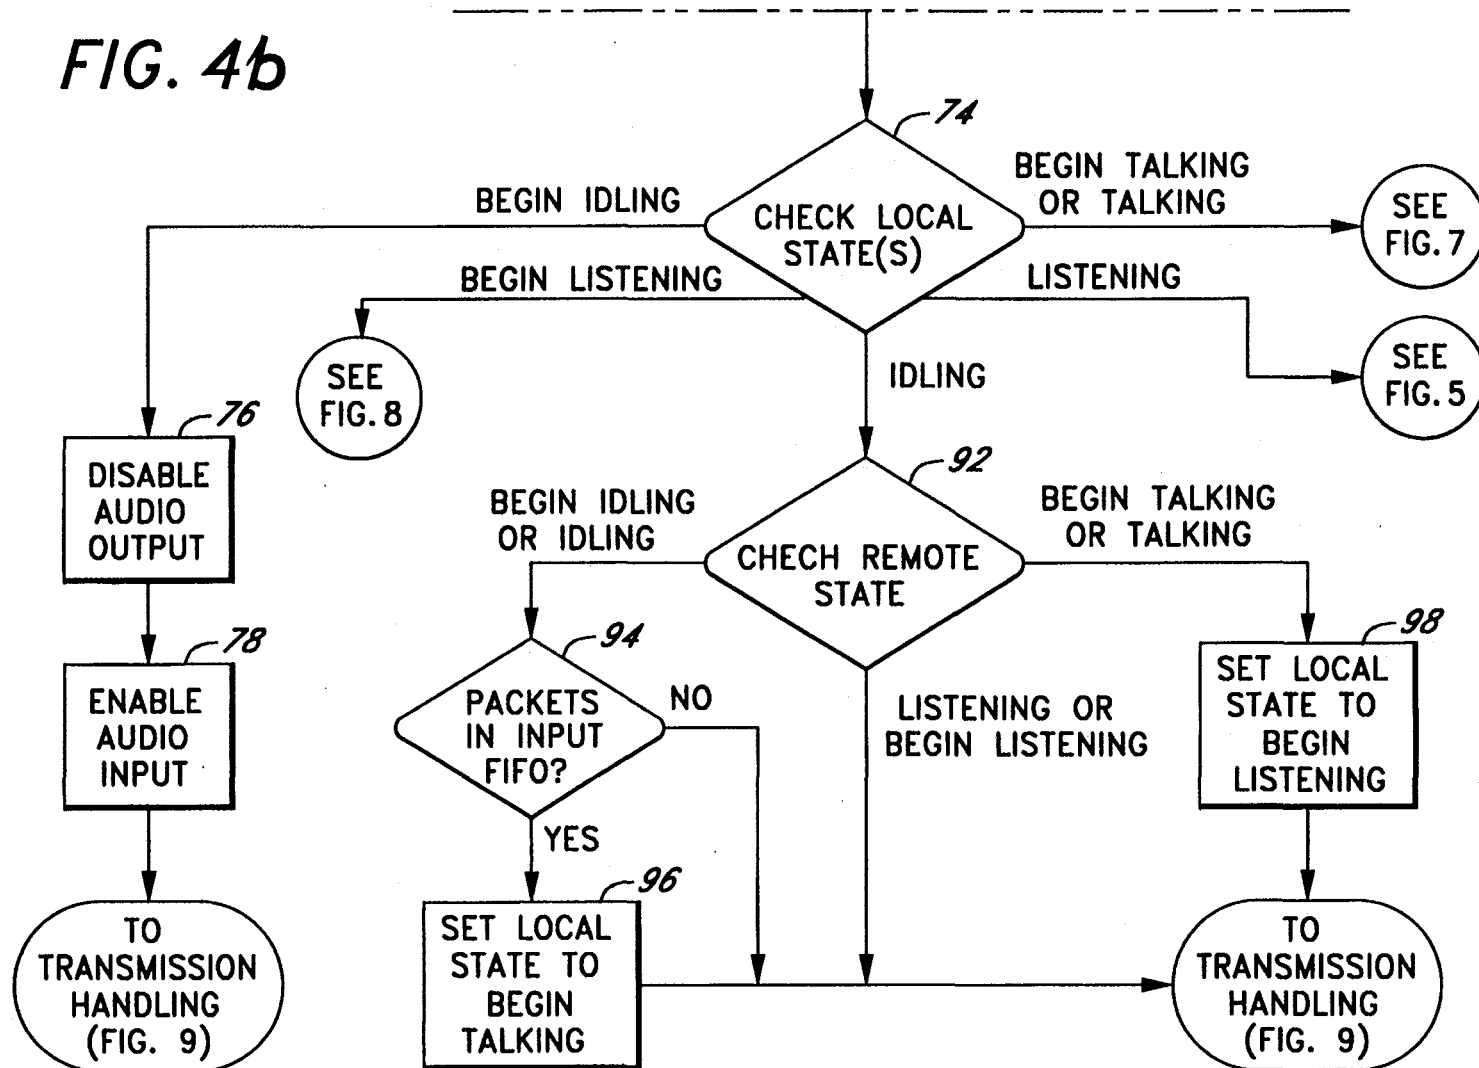 FIG. 4b
74
BEGIN IDLING
CHECK LOCAL
STATE(S)
BEGIN TALKING
OR TALKING
SEE
FIG. 7
BEGIN LISTENING
LISTENING
SEE
FIG. 8
IDLING
SEE
FIG. 5
76
DISABLE
AUDIO
OUTPUT
92
BEGIN IDLING
OR IDLING
CHECH REMOTE
STATE
BEGIN TALKING
OR TALKING
78
ENABLE
AUDIO
INPUT
94
PACKETS
IN INPUT
FIFO?
NO
YES
LISTENING OR
BEGIN LISTENING
98
SET LOCAL
STATE TO
BEGIN
LISTENING
TO
TRANSMISSION
HANDLING
(FIG. 9)
96
SET LOCAL
STATE TO
BEGIN
TALKING
TO
TRANSMISSION
HANDLING
(FIG. 9)